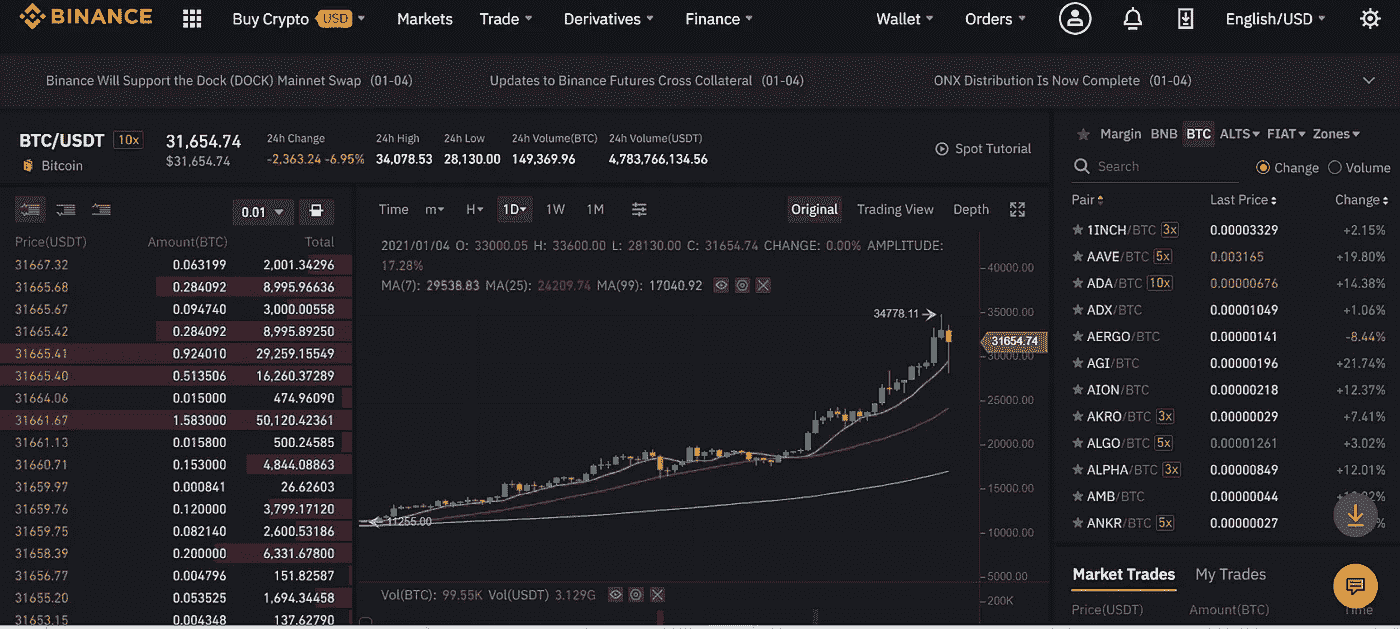 BINANCE Buy Crypto USD Markets Trade Derivatives Finance Wallet Orders English/USD
Binance Will Support the Dock (DOCK) Mainnet Swap (01-04) Updates to Binance Futures Cross Collateral (01-04) ONX Distribution Is Now Complete (01-04)
BTC/USDT 10x
Bitcoin
31,654.74
$31,654.74
24h Change
-2,363.24 -6.95%
24h High
34,078.53
24h Low
28,130.00
24h Volume(BTC)
149,369.96
24h Volume(USDT)
4,783,766,134.56
Spot Tutorial
0.01
Price(USDT) Amount(BTC) Total
31667.32 0.063199 2,001.34296
31665.68 0.284092 8,995.96636
31665.67 0.094740 3,000.00558
31665.42 0.284092 8,995.89250
31665.41 0.924010 29,259.15549
31665.40 0.513506 16,260.37289
31664.06 0.015000 474.96090
31661.67 1.583000 50,120.42361
31661.13 0.015800 500.24585
31660.71 0.153000 4,844.08863
31659.97 0.000841 26.62603
31659.76 0.120000 3,799.17120
31659.75 0.082140 2,600.53186
31658.39 0.200000 6,331.67800
31656.77 0.004796 151.82587
31655.20 0.053525 1,694.34458
31653.15 0.004348 137.62790
Time m H 1D 1W 1M Original Trading View Depth
2021/01/04 O: 33000.05 H: 33600.00 L: 28130.00 C: 31654.74 CHANGE: 0.00% AMPLITUDE:
17.28%
MA(7): 29538.83 MA(25): 24209.74 MA(99): 17040.92
40000.00
34778.11
35000.00
31654.74
30000.00
25000.00
20000.00
15000.00
11255.00
10000.00
5000.00
Vol(BTC): 99.55K Vol(USDT) 3.129G
200K
Margin BNB BTC ALTS FIAT Zones
Search Change Volume
Pair Last Price Change
1INCH/BTC 3x 0.00003329 +2.15%
AAVE/BTC 5x 0.003165 +19.80%
ADA/BTC 10x 0.00000676 +14.38%
ADX/BTC 0.00001049 +1.06%
AERGO/BTC 0.00000141 -8.44%
AGI/BTC 0.00000196 +21.74%
AION/BTC 0.00000218 +12.37%
AKRO/BTC 3x 0.00000029 +7.41%
ALGO/BTC 5x 0.00001261 +3.02%
ALPHA/BTC 3x 0.00000849 +12.01%
AMB/BTC 0.00000044
ANKR/BTC 5x 0.00000027
Market Trades My Trades
Price(USDT) Amount(BTC) Time